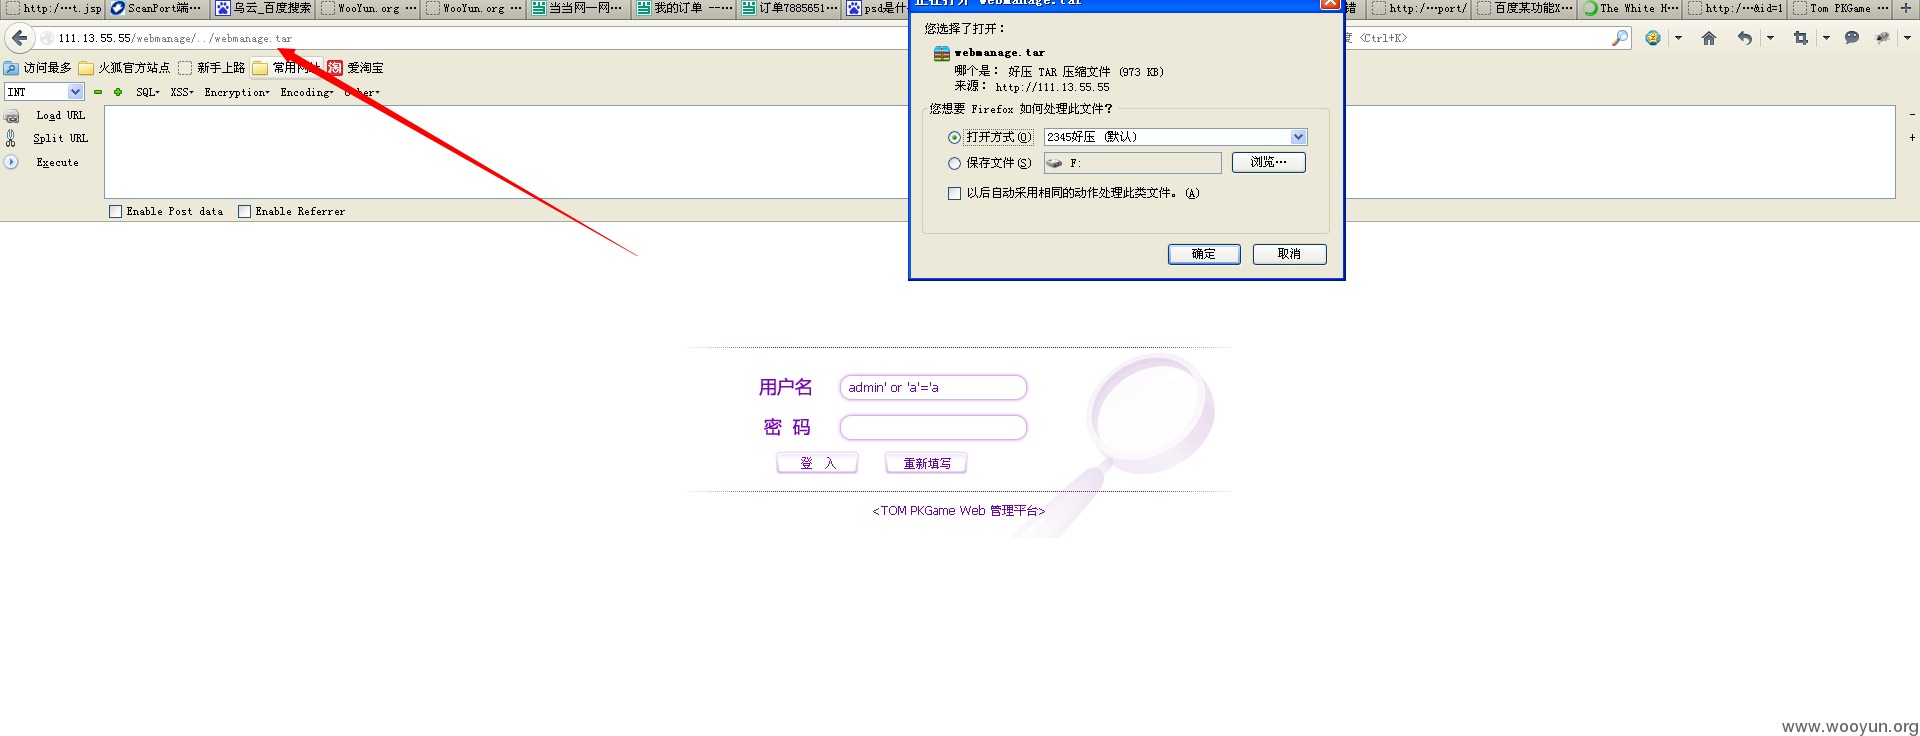 http:/···t.jsp ScanPort端··· 乌云_百度搜索 WooYun.org ··· WooYun.org ··· 当当网—网··· 我的订单 --··· 订单7885651··· psd是什 http:/···port/ 百度某功能X··· The White H··· http:/···&id=1 Tom PKGame ···
正在打开 webmanage.tar
111.13.55.55/webmanage/../webmanage.tar
度 <Ctrl+K>
访问最多 火狐官方站点 新手上路 常用网址 爱淘宝
INT SQL XSS Encryption Encoding Other
Load URL
Split URL
Execute
Enable Post data Enable Referrer
您选择了打开：
webmanage.tar
哪个是： 好压 TAR 压缩文件 (973 KB)
来源： http://111.13.55.55
您想要 Firefox 如何处理此文件？
打开方式(O) 2345好压 (默认)
保存文件(S) F: 浏览…
以后自动采用相同的动作处理此类文件。(A)
确定 取消
用户名 admin' or 'a'='a
密 码
登 入 重新填写
<TOM PKGame Web 管理平台>
www.wooyun.org